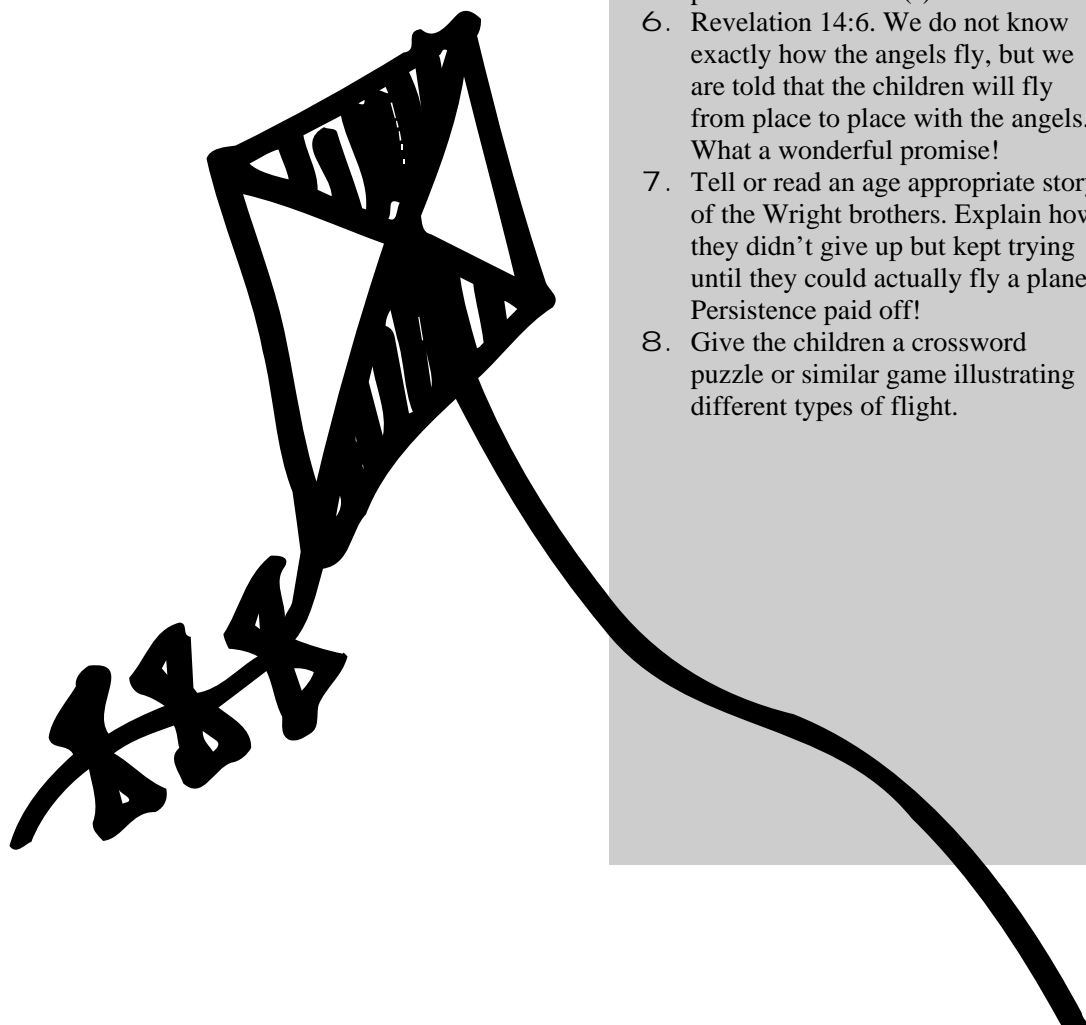 6. Revelation 14:6. We do not know
exactly how the angels fly, but we
are told that the children will fly
from place to place with the angels.
What a wonderful promise!
7. Tell or read an age appropriate story
of the Wright brothers. Explain how
they didn’t give up but kept trying
until they could actually fly a plane
Persistence paid off!
8. Give the children a crossword
puzzle or similar game illustrating
different types of flight.